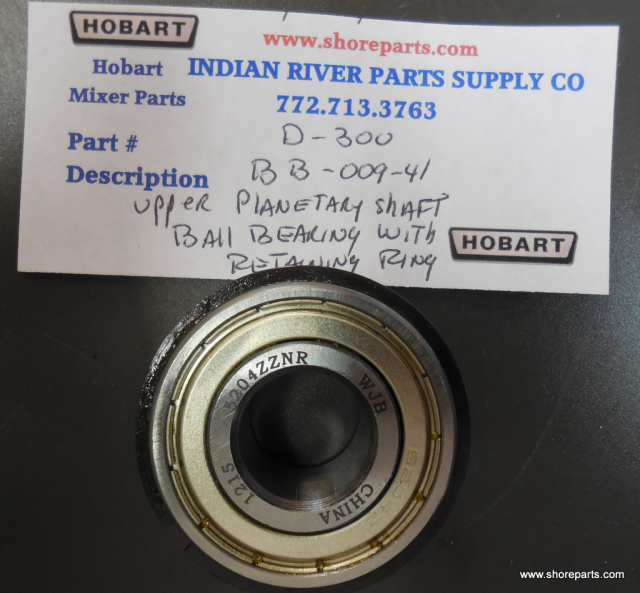 HOBART
www.shoreparts.com
Hobart INDIAN RIVER PARTS SUPPLY CO
Mixer Parts 772.713.3763
Part # D-300
Description BB-009-41
UPPER PLANETARY SHAFT
BALL BEARING WITH
RETAINING RING
HOBART
5204ZZNR WJB
1215 CHINA
www.shoreparts.com